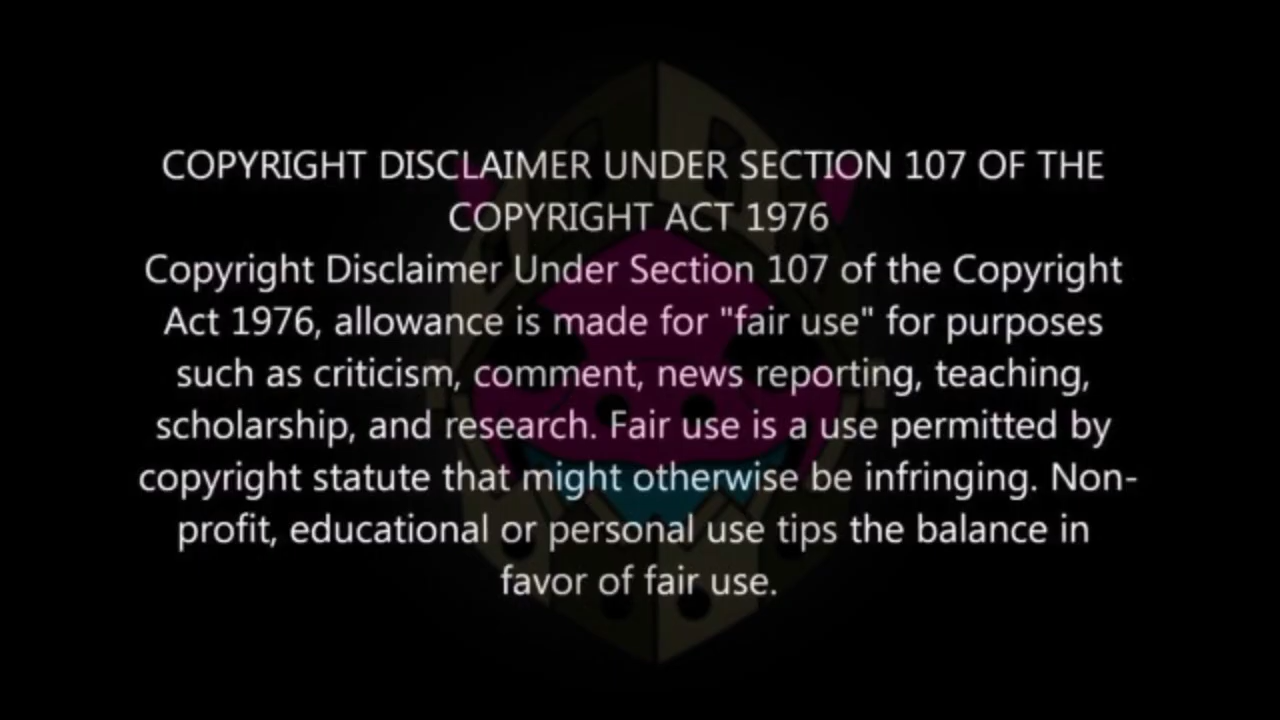 COPYRIGHT DISCLAIMER UNDER SECTION 107 OF THE
COPYRIGHT ACT 1976
Copyright Disclaimer Under Section 107 of the Copyright
Act 1976, allowance is made for "fair use" for purposes
such as criticism, comment, news reporting, teaching,
scholarship, and research. Fair use is a use permitted by
copyright statute that might otherwise be infringing. Non-
profit, educational or personal use tips the balance in
favor of fair use.